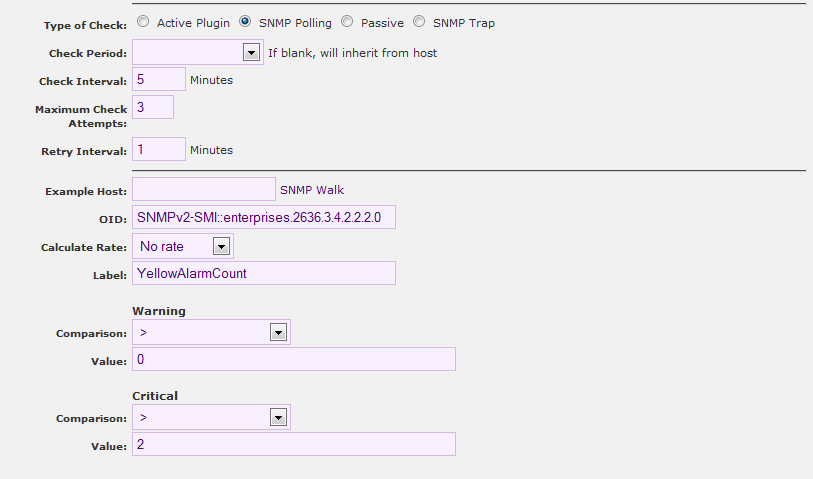 Type of Check: Active Plugin SNMP Polling Passive SNMP Trap
Check Period: If blank, will inherit from host
Check Interval: 5 Minutes
Maximum Check Attempts: 3
Retry Interval: 1 Minutes
Example Host: SNMP Walk
OID: SNMPv2-SMI::enterprises.2636.3.4.2.2.2.0
Calculate Rate: No rate
Label: YellowAlarmCount
Warning
Comparison: >
Value: 0
Critical
Comparison: >
Value: 2